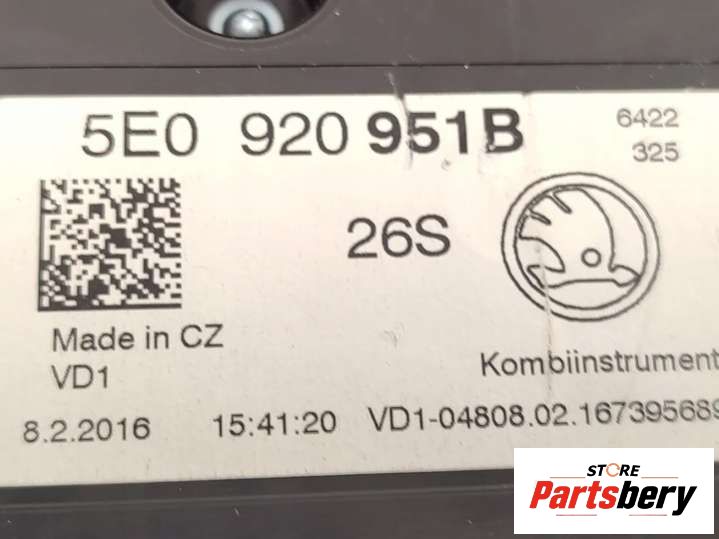 5E0 920 951B
6422
325
26S
Made in CZ
VD1
Kombiinstrument
8.2.2016 15:41:20 VD1-04808.02.167395689
STORE
Partsbery